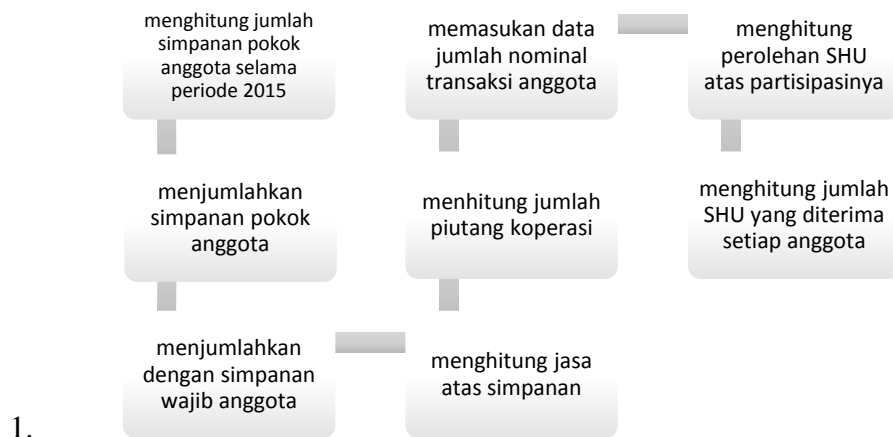 menghitung jumlah
simpanan pokok
anggota selama
periode 2015
menjumlahkan
simpanan pokok
anggota
menjumlahkan
dengan simpanan
wajib anggota
menghitung jasa
atas simpanan
menhitung jumlah
piutang koperasi
memasukan data
jumlah nominal
transaksi anggota
menghitung
perolehan SHU
atas partisipasinya
menghitung jumlah
SHU yang diterima
setiap anggota
1.